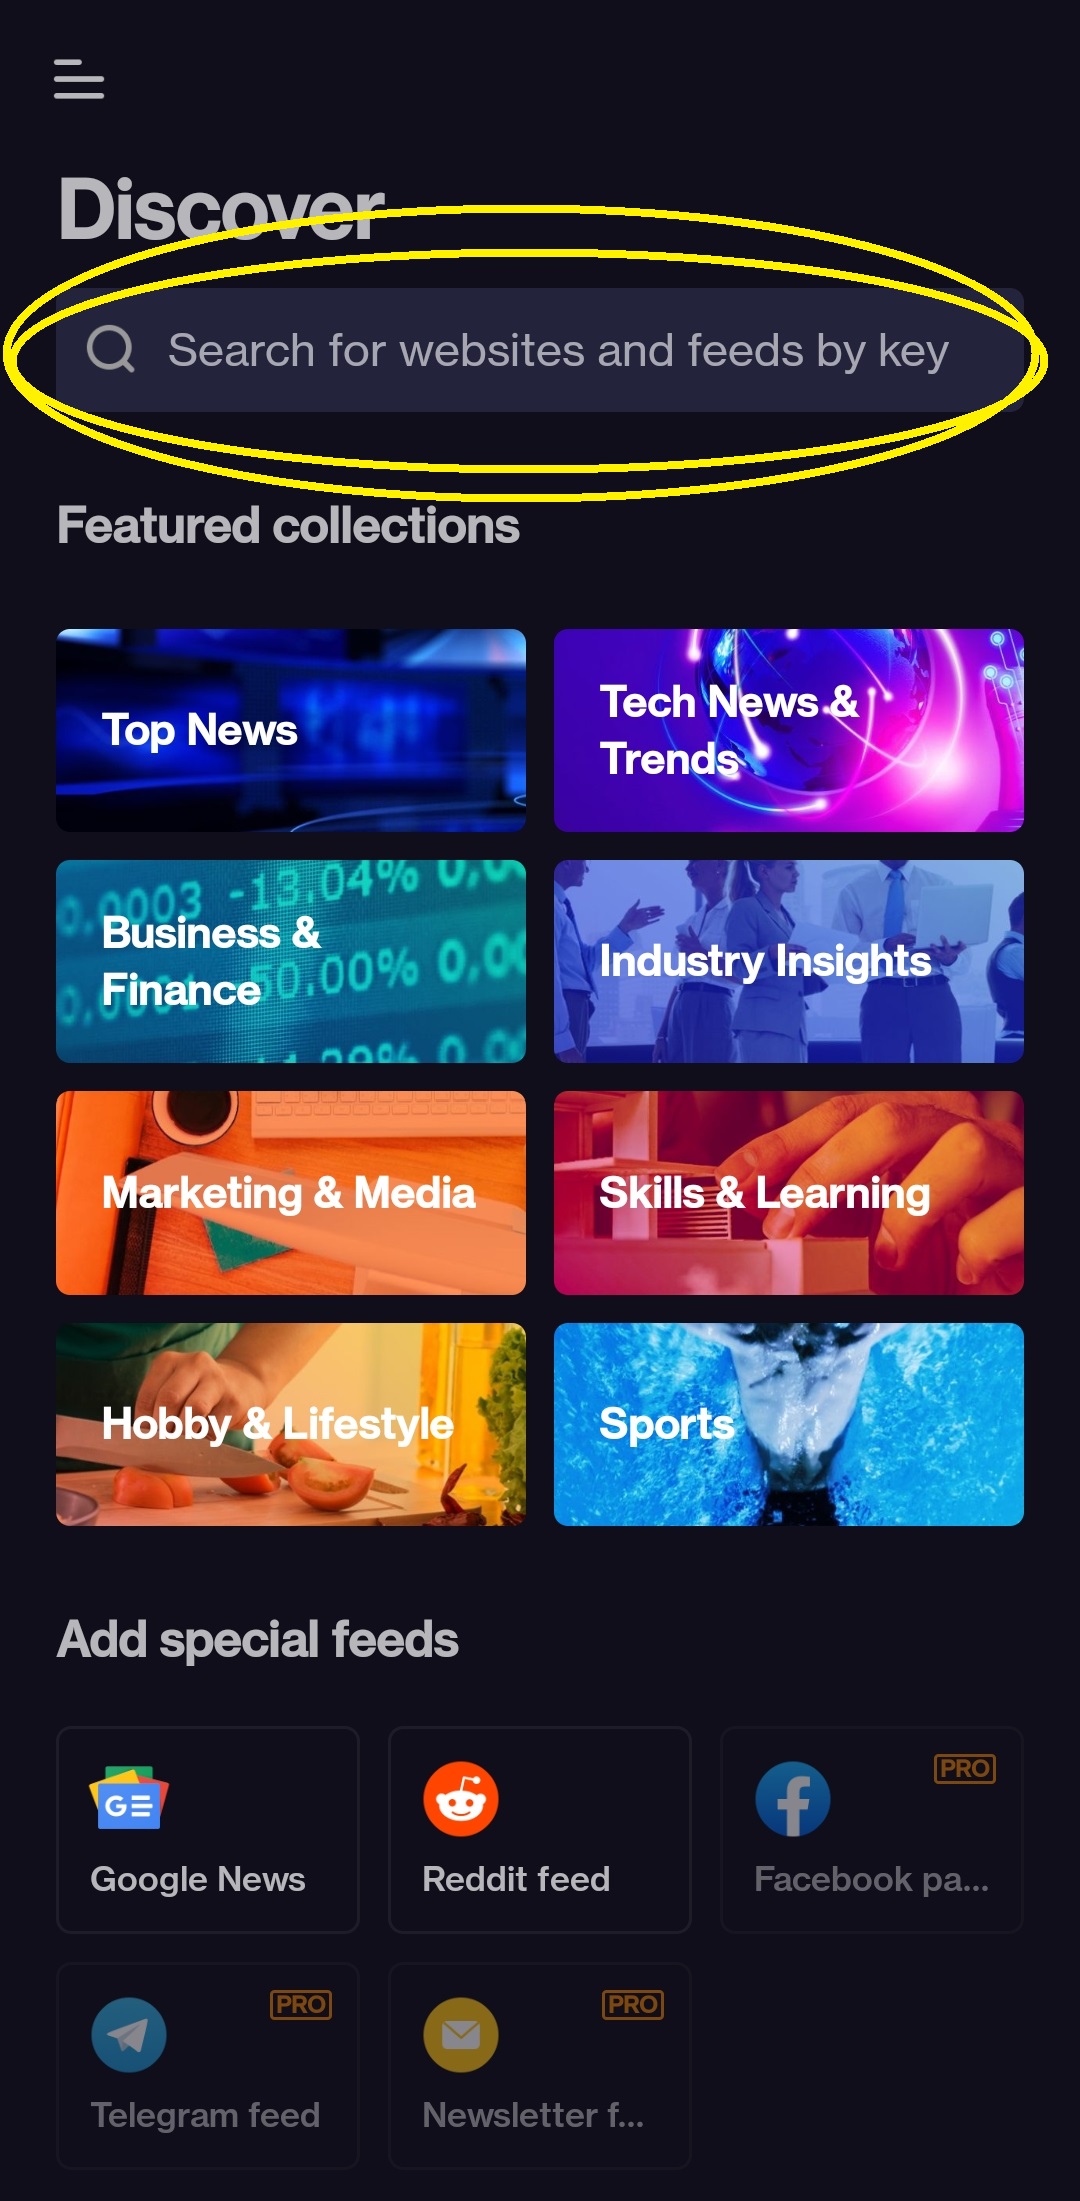 Discover
Search for websites and feeds by key
Featured collections
Top News
Tech News &
Trends
Business &
Finance
Industry Insights
Marketing & Media
Skills & Learning
Hobby & Lifestyle
Sports
Add special feeds
Google News
Reddit feed
PRO
Facebook pa...
PRO
Telegram feed
PRO
Newsletter f...